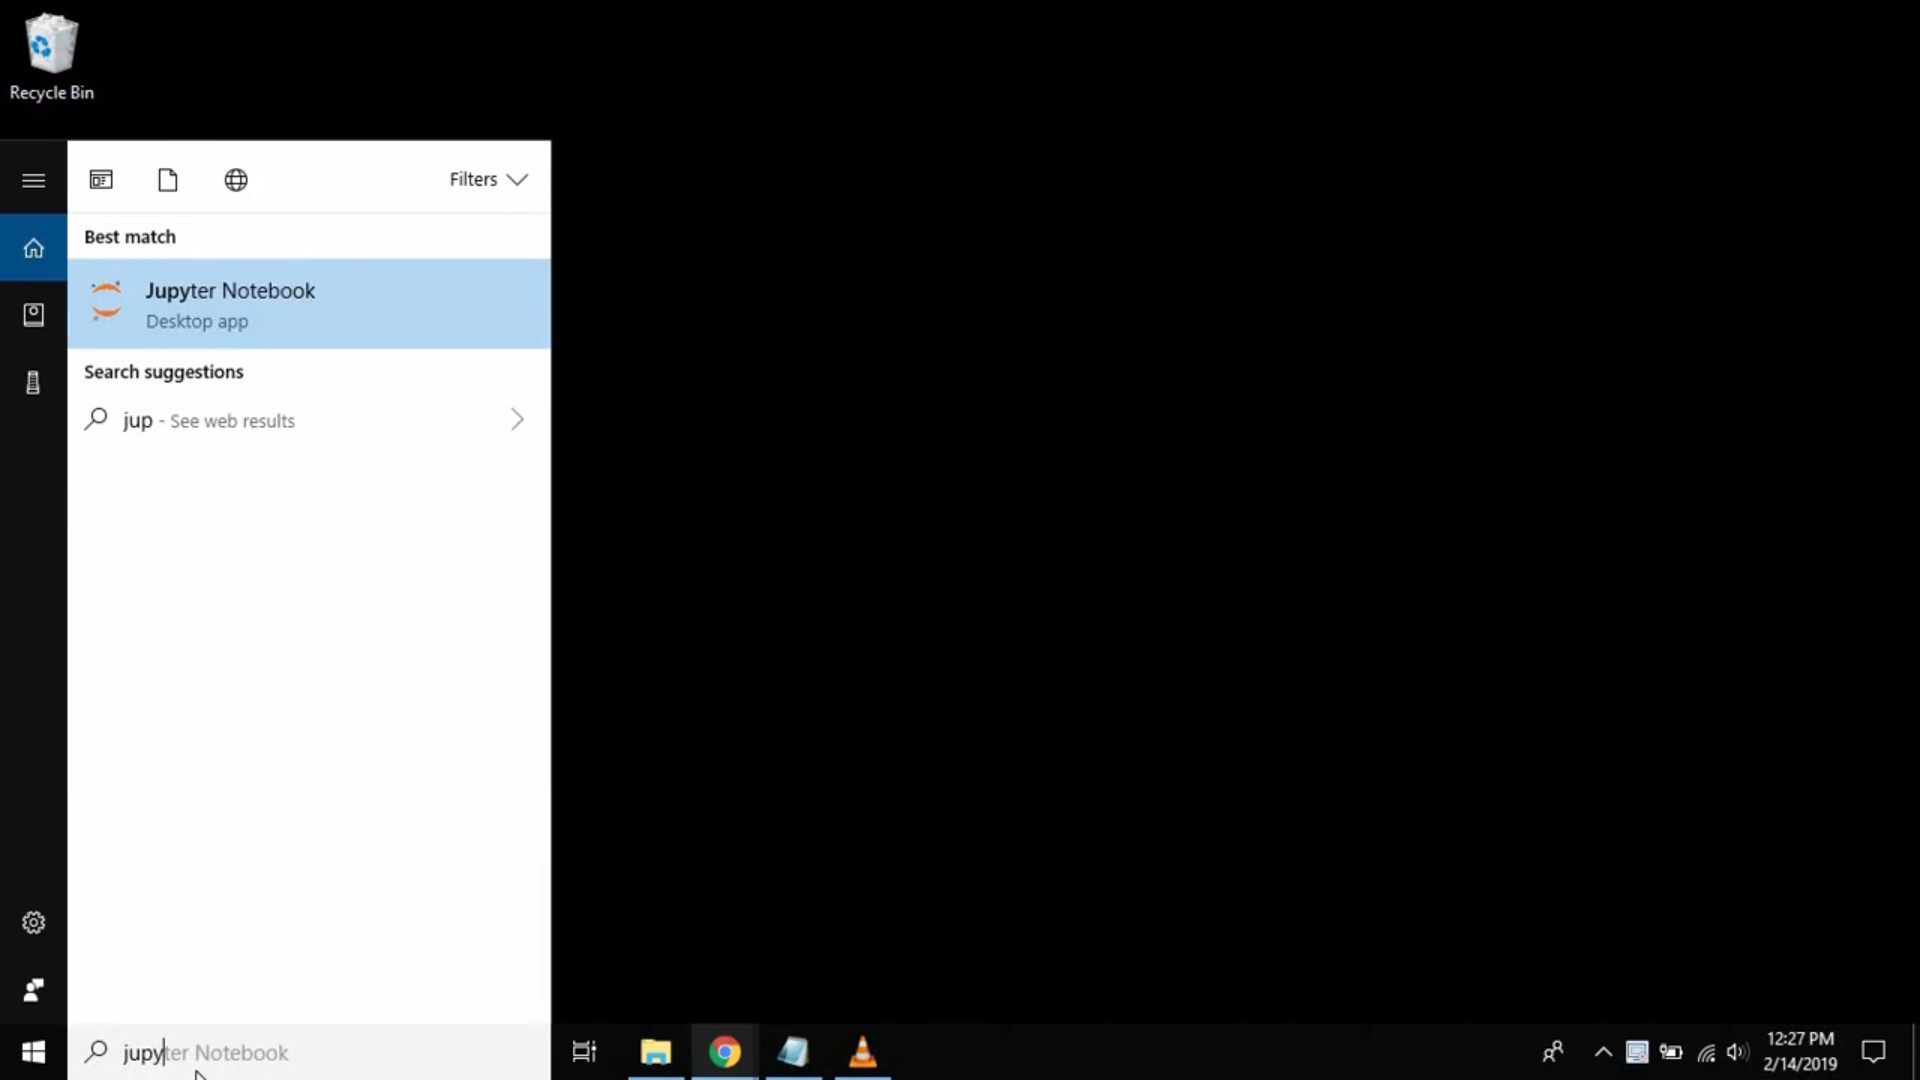 Recycle Bin
Filters
Best match
Jupyter Notebook
Desktop app
Search suggestions
jup - See web results
jupyter Notebook
12:27 PM
2/14/2019